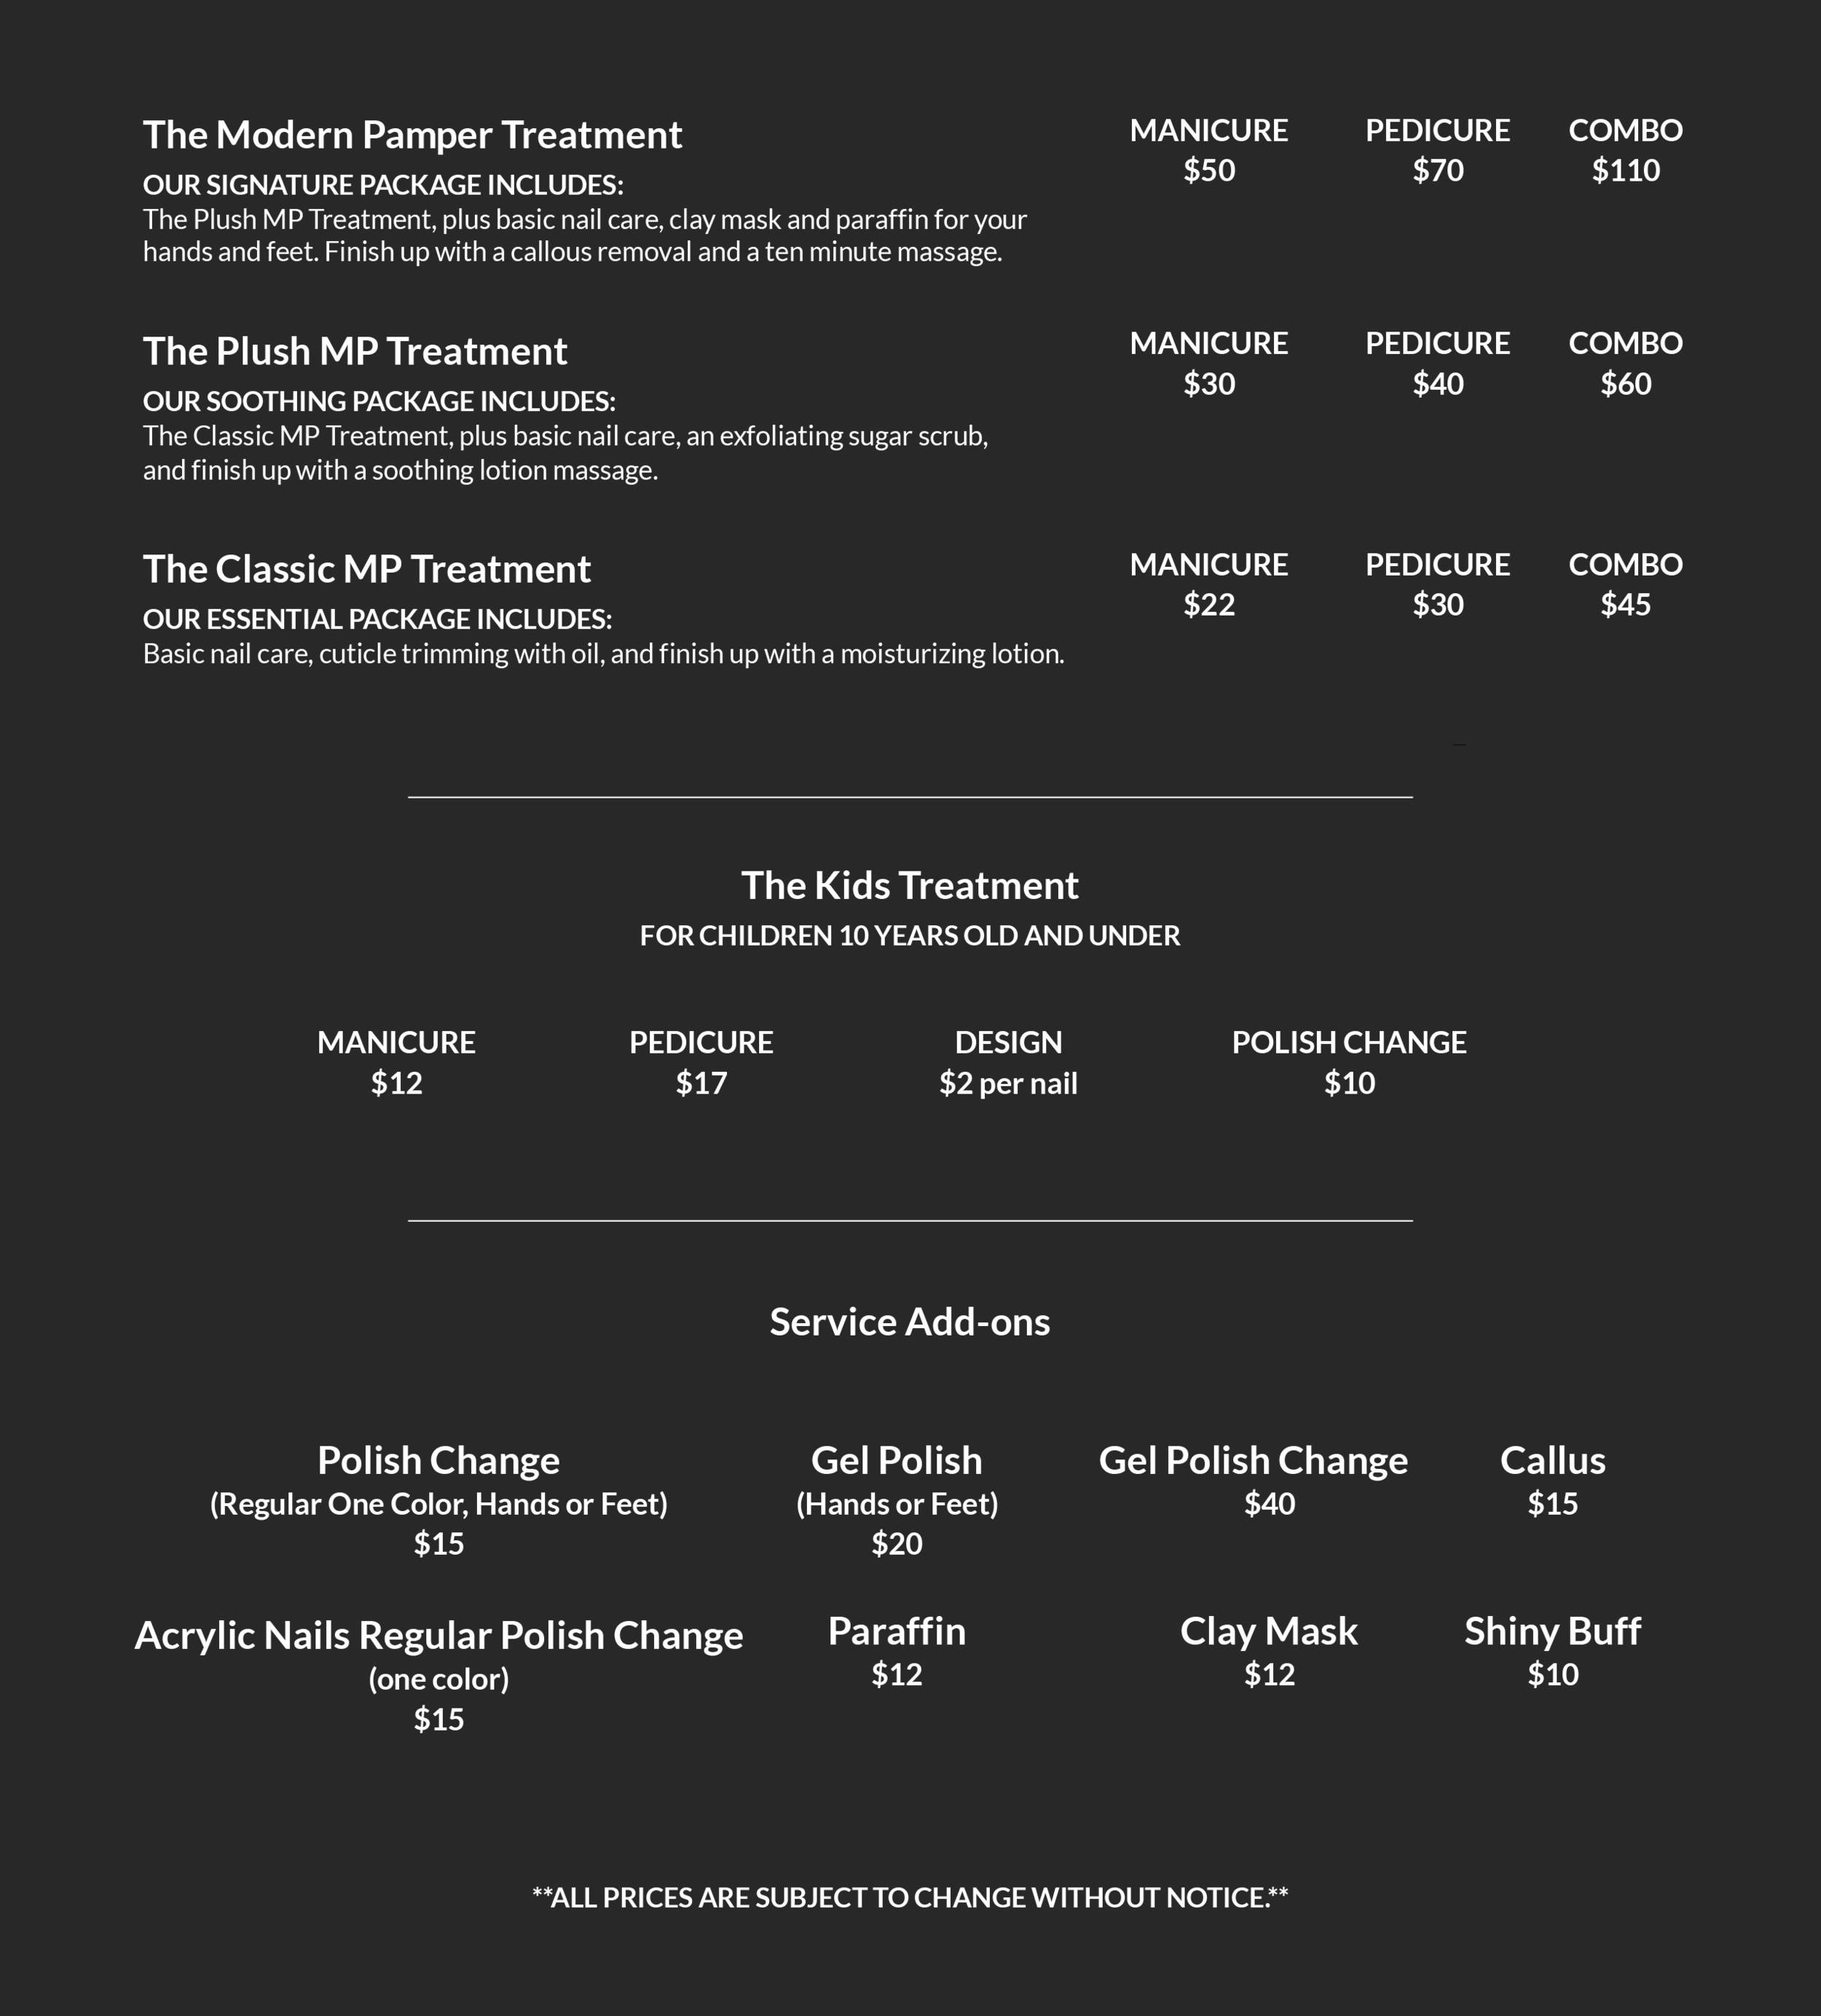 The Modern Pamper Treatment
MANICURE PEDICURE COMBO
$50 $70 $110
OUR SIGNATURE PACKAGE INCLUDES:
The Plush MP Treatment, plus basic nail care, clay mask and paraffin for your
hands and feet. Finish up with a callous removal and a ten minute massage.
The Plush MP Treatment
MANICURE PEDICURE COMBO
$30 $40 $60
OUR SOOTHING PACKAGE INCLUDES:
The Classic MP Treatment, plus basic nail care, an exfoliating sugar scrub,
and finish up with a soothing lotion massage.
The Classic MP Treatment
MANICURE PEDICURE COMBO
$22 $30 $45
OUR ESSENTIAL PACKAGE INCLUDES:
Basic nail care, cuticle trimming with oil, and finish up with a moisturizing lotion.
The Kids Treatment
FOR CHILDREN 10 YEARS OLD AND UNDER
MANICURE PEDICURE DESIGN POLISH CHANGE
$12 $17 $2 per nail $10
Service Add-ons
Polish Change Gel Polish Gel Polish Change Callus
(Regular One Color, Hands or Feet) (Hands or Feet) $40 $15
$15 $20
Acrylic Nails Regular Polish Change Paraffin Clay Mask Shiny Buff
(one color) $12 $12 $10
$15
**ALL PRICES ARE SUBJECT TO CHANGE WITHOUT NOTICE.**